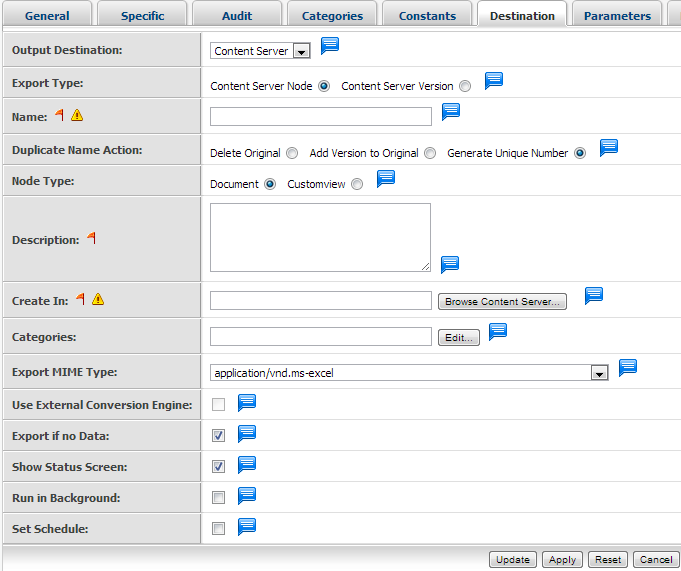 General Specific Audit Categories Constants Destination Parameters
Output Destination: Content Server
Export Type: Content Server Node Content Server Version
Name:
Duplicate Name Action: Delete Original Add Version to Original Generate Unique Number
Node Type: Document Customview
Description:
Create In: Browse Content Server...
Categories: Edit...
Export MIME Type: application/vnd.ms-excel
Use External Conversion Engine:
Export if no Data:
Show Status Screen:
Run in Background:
Set Schedule:
Update Apply Reset Cancel